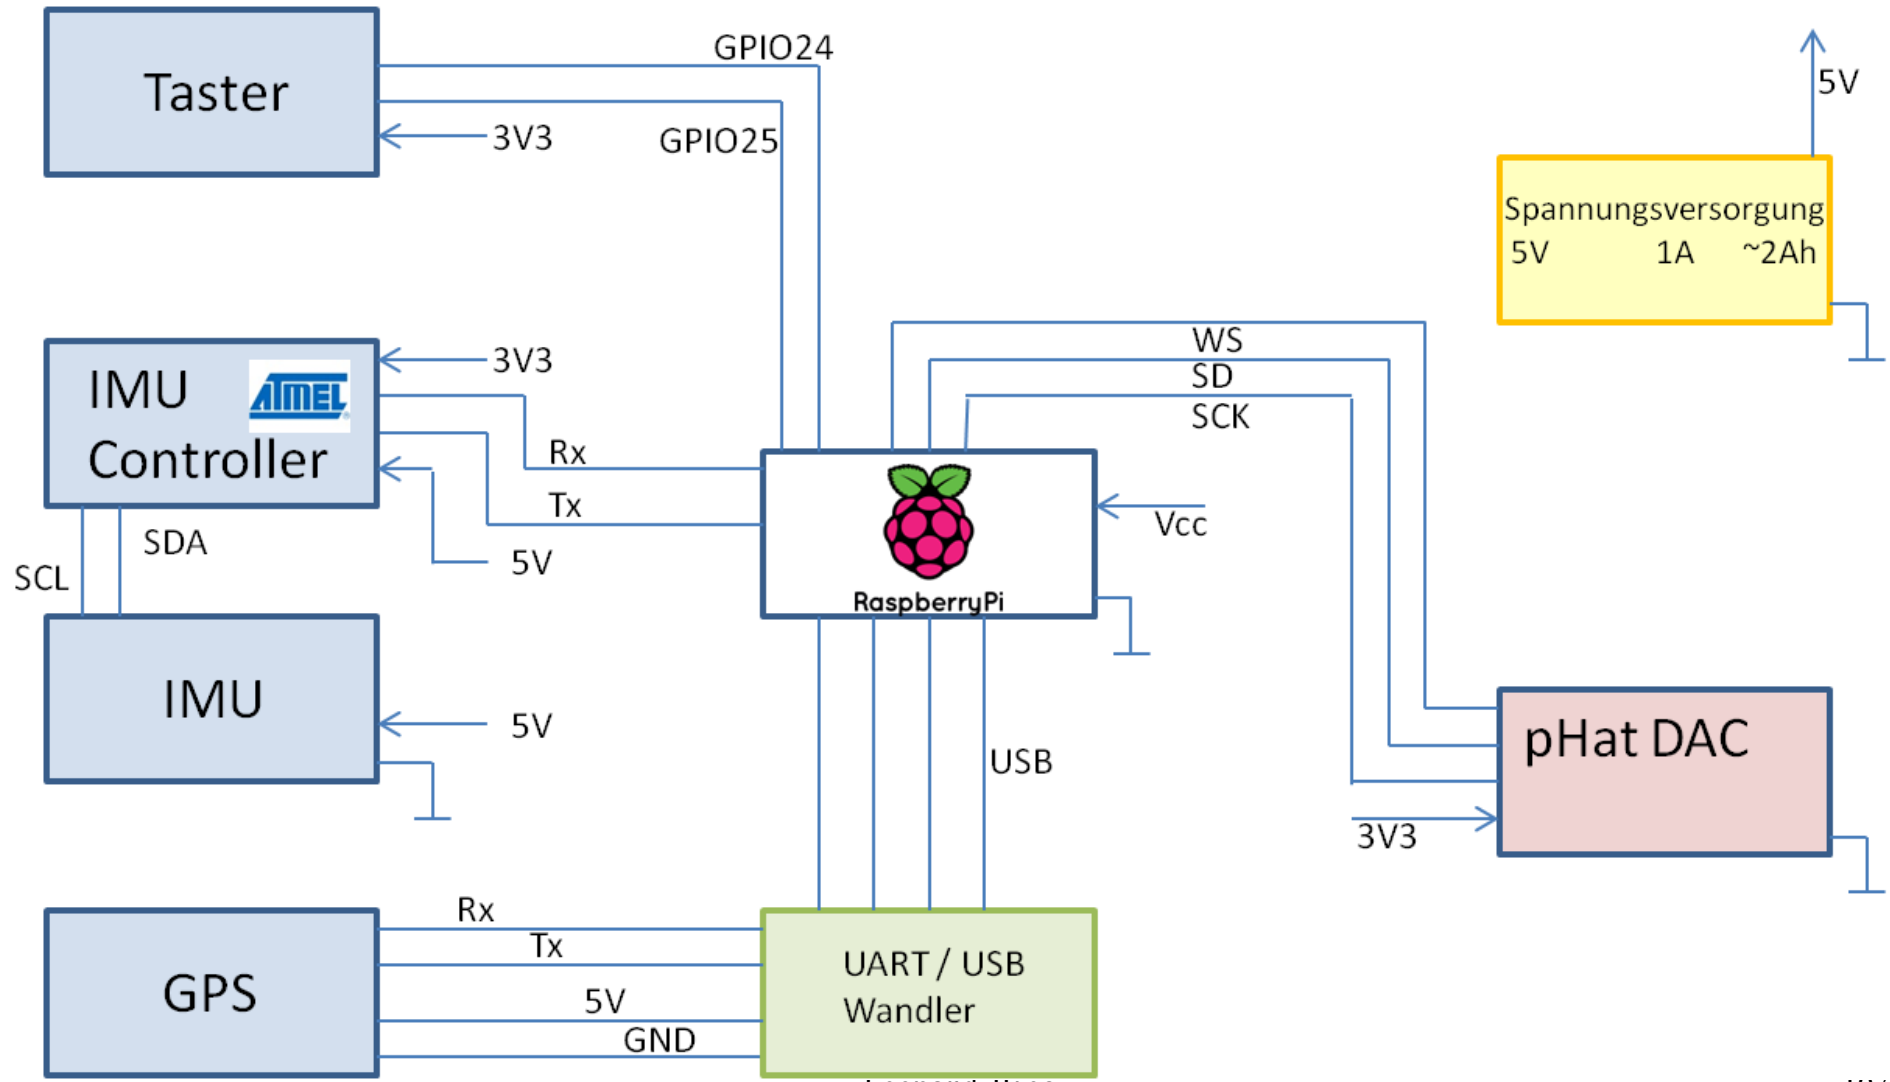 GPIO24
Taster
GPIO25
3V3
5V
Spannungsversorgung
5V 1A ~2Ah
3V3
IMU
ATMEL
Controller
Rx
Tx
5V
SCL
SDA
WS
SD
SCK
RaspberryPi
Vcc
IMU
5V
USB
pHat DAC
3V3
Rx
Tx
GPS
5V
GND
UART / USB
Wandler